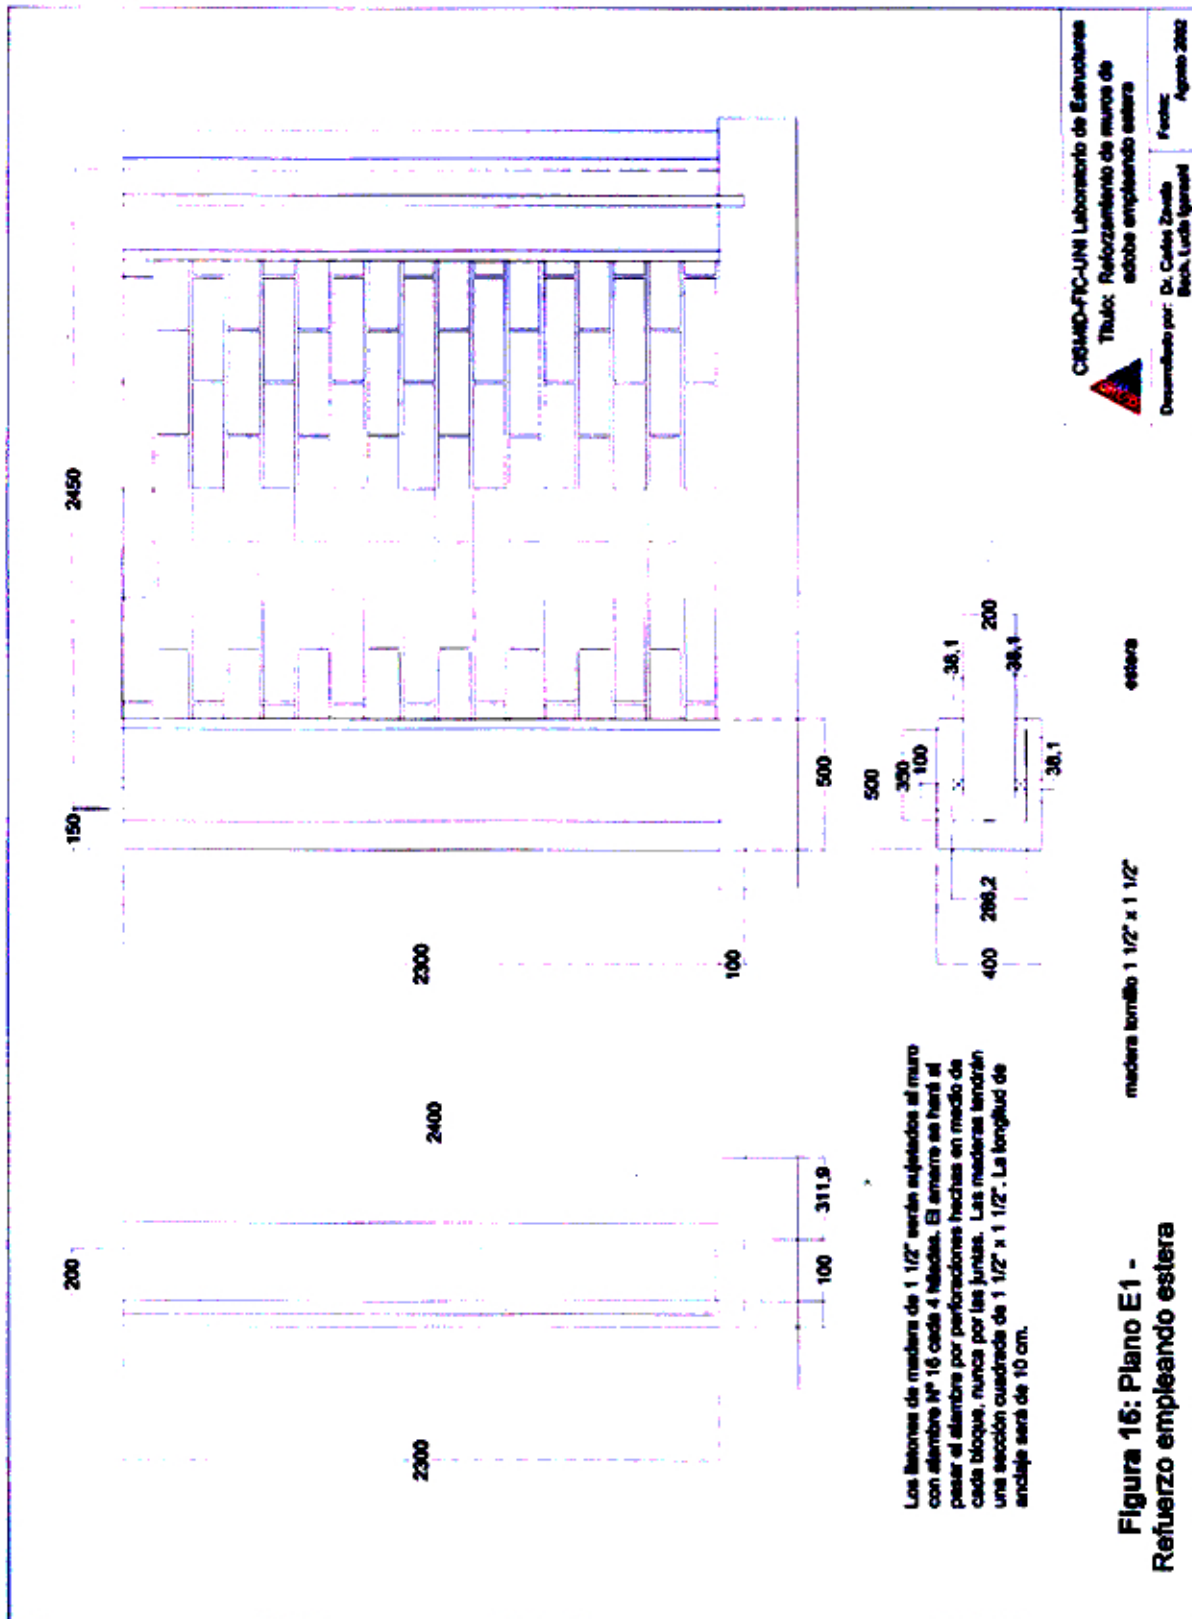 2450
150
500
2300
100
2400
200
311,9
100
2300
500
350
100
38,1
200
38,1
38,1
286,2
400
estera
madera tornillo 1 1/2" x 1 1/2"
Los listones de madera de 1 1/2" serán sujetados al muro
con alambre Nº 16 cada 4 hiladas. El amarre se hará al
pasar el alambre por perforaciones hechas en medio de
cada bloque, nunca por las juntas. Las maderas tendrán
una sección cuadrada de 1 1/2" x 1 1/2". La longitud de
anclaje será de 10 cm.
Figura 16: Plano E1 -
Refuerzo empleando estera
CISMID-FIC-UNI Laboratorio de Estructuras
Título: Reforzamiento de muros de
adobe empleando estera
Desarrollado por: Dr. Carlos Zavala
Bach. Lucía Igarashi
Fecha:
Agosto 2002